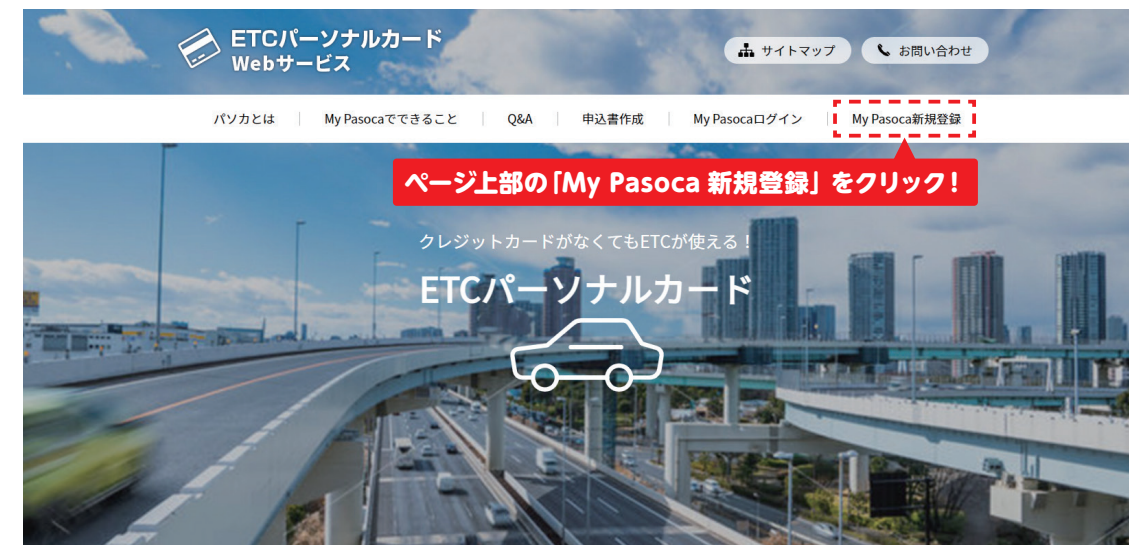 ETCパーソナルカード
Webサービス
サイトマップ
お問い合わせ
パソカとは
My Pasocaでできること
Q&A
申込書作成
My Pasocaログイン
My Pasoca新規登録
ページ上部の「My Pasoca 新規登録」をクリック！
クレジットカードがなくてもETCが使える！
ETCパーソナルカード